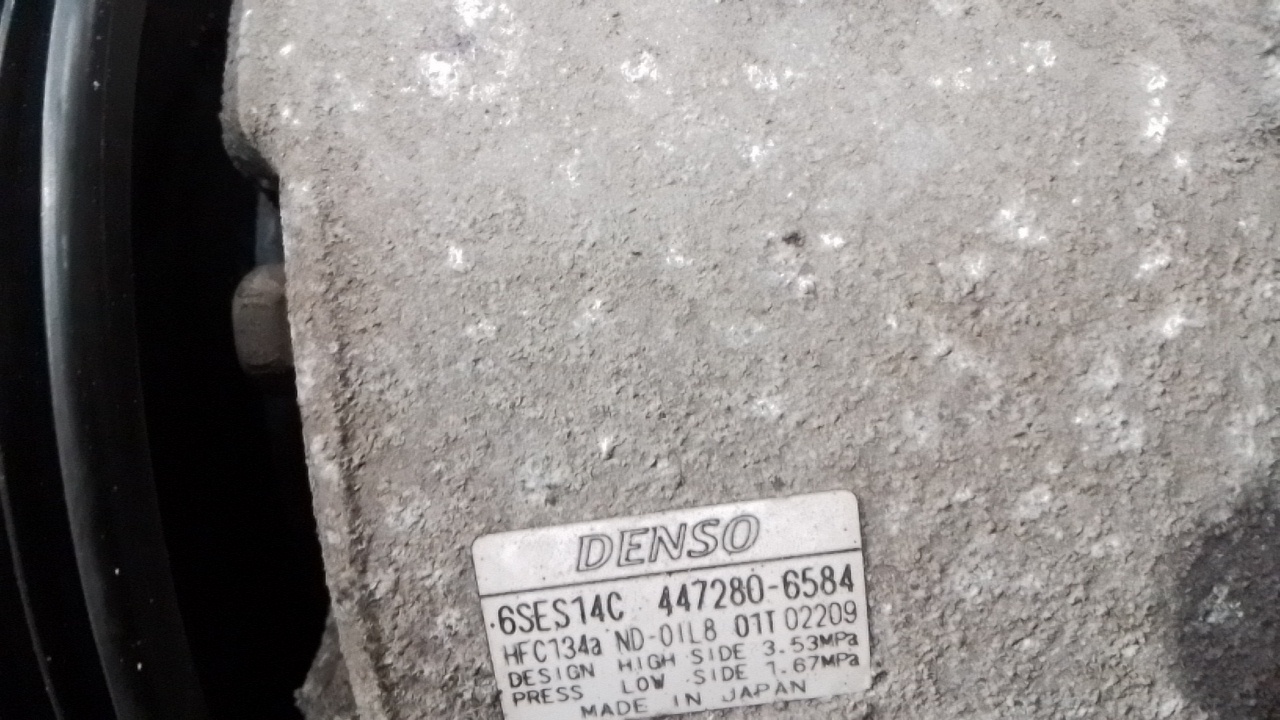 DENSO
6SES14C 447280-6584
HFC134a ND-OIL8 01T 02209
DESIGN HIGH SIDE 3.53MPa
PRESS LOW SIDE 1.67MPa
MADE IN JAPAN